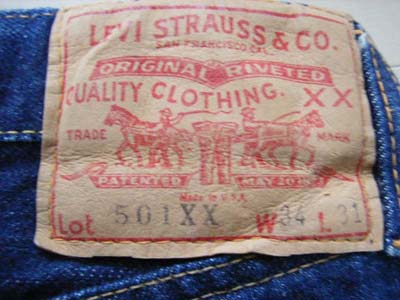 LEVI STRAUSS & CO.
SAN FRANCISCO CAL.
ORIGINAL RIVETED
QUALITY CLOTHING. XX
TRADE MARK
PATENTED MAY 20 1873
Made in U.S.A.
Lot 501XX W 34 L 31